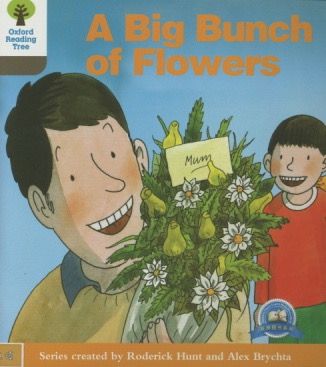 Oxford
Reading
Tree
A Big Bunch
of Flowers
Mum
Series created by Roderick Hunt and Alex Brychta